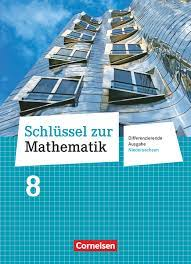 Schlüssel zur
Mathematik
Differenzierende
Ausgabe
Niedersachsen
8
Cornelsen